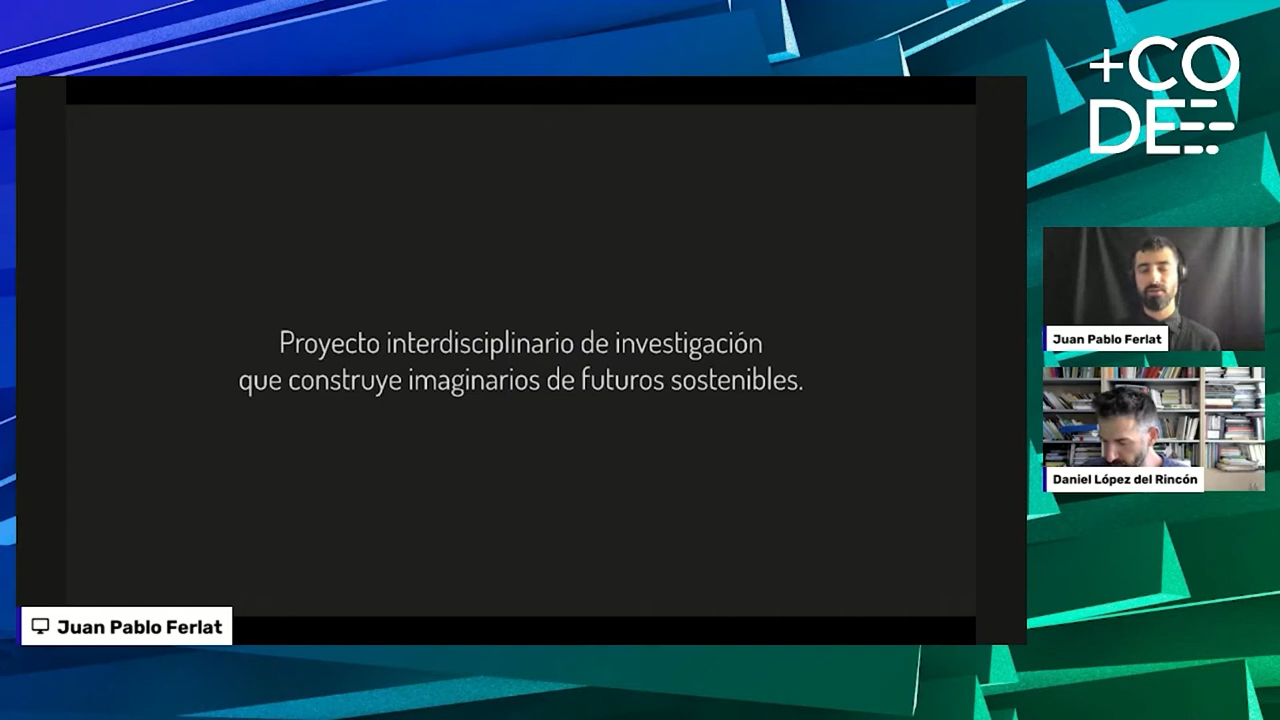 +CO
DE
Proyecto interdisciplinario de investigación
que construye imaginarios de futuros sostenibles.
Juan Pablo Ferlat
Daniel López del Rincón
Juan Pablo Ferlat